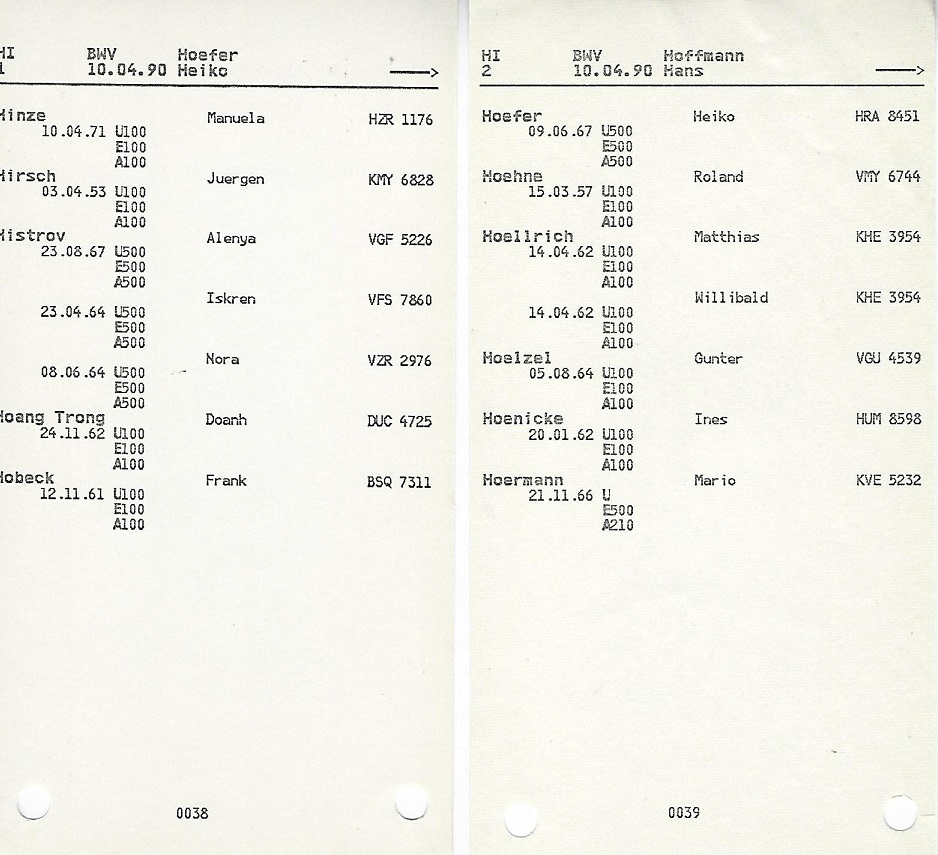 HI BWV Hoefer
1 10.04.90 Heiko —>
Hinze Manuela HZR 1176
10.04.71 U100
E100
A100
Hirsch Juergen KMY 6828
03.04.53 U100
E100
A100
Histrov Alenya VGF 5226
23.08.67 U500
E500
A500
Iskren VFS 7860
23.04.64 U500
E500
A500
Nora VZR 2976
08.06.64 U500
E500
A500
Hoang Trong Doanh DUC 4725
24.11.62 U100
E100
A100
Hobeck Frank BSQ 7311
12.11.61 U100
E100
A100
0038
HI BWV Hoffmann
2 10.04.90 Hans —>
Hoefer Heiko HRA 8451
09.06.67 U500
E500
A500
Hoehne Roland VMY 6744
15.03.57 U100
E100
A100
Hoellrich Matthias KHE 3954
14.04.62 U100
E100
A100
Willibald KHE 3954
14.04.62 U100
E100
A100
Hoelzel Gunter VGU 4539
05.08.64 U100
E100
A100
Hoenicke Ines HUM 8598
20.01.62 U100
E100
A100
Hoermann Mario KVE 5232
21.11.66 U
E500
A210
0039